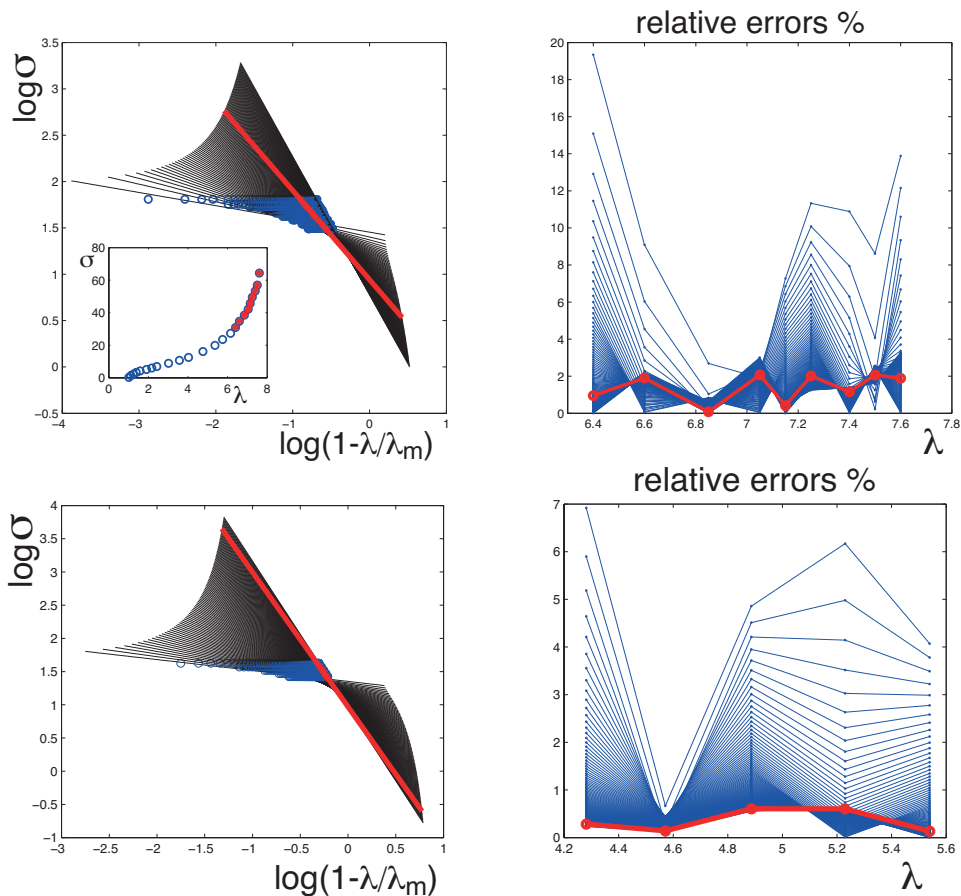 relative errors %
logσ
3.5
3
2.5
2
1.5
1
0.5
0
−0.5
−4 −3 −2 −1 0 1
log(1-λ/λm)
σ
80
60
40
20
0
0 2 4 6 8
λ
20
18
16
14
12
10
8
6
4
2
0
6.4 6.6 6.8 7 7.2 7.4 7.6 7.8
λ
relative errors %
logσ
4
3.5
3
2.5
2
1.5
1
0.5
0
−0.5
−1
−3 −2.5 −2 −1.5 −1 −0.5 0 0.5 1
log(1-λ/λm)
7
6
5
4
3
2
1
0
4.2 4.4 4.6 4.8 5 5.2 5.4 5.6
λ